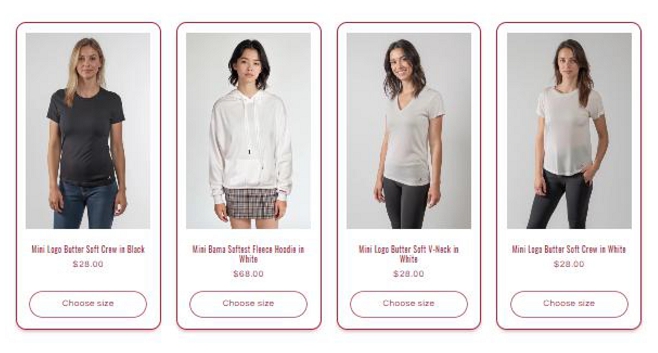 Mini Logo Butter Soft Crew in Black
$28.00
Choose size
Mini Bama Softest Fleece Hoodie in
White
$68.00
Choose size
Mini Logo Butter Soft V-Neck in
White
$28.00
Choose size
Mini Logo Butter Soft Crew in White
$28.00
Choose size